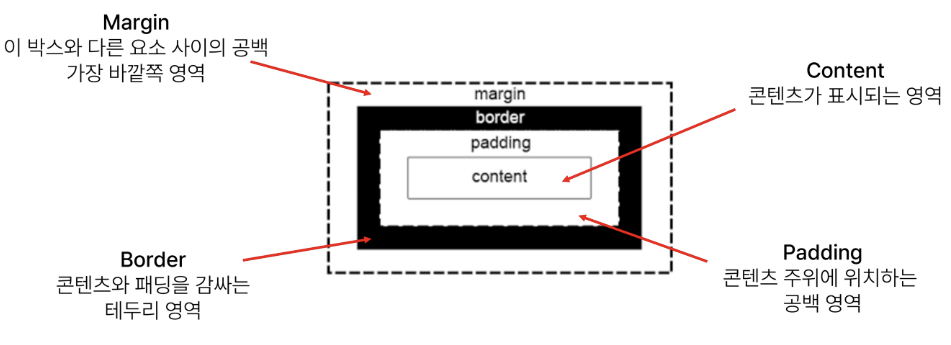 Margin
이 박스와 다른 요소 사이의 공백
가장 바깥쪽 영역
Content
콘텐츠가 표시되는 영역
margin
border
padding
content
Border
콘텐츠와 패딩을 감싸는
테두리 영역
Padding
콘텐츠 주위에 위치하는
공백 영역